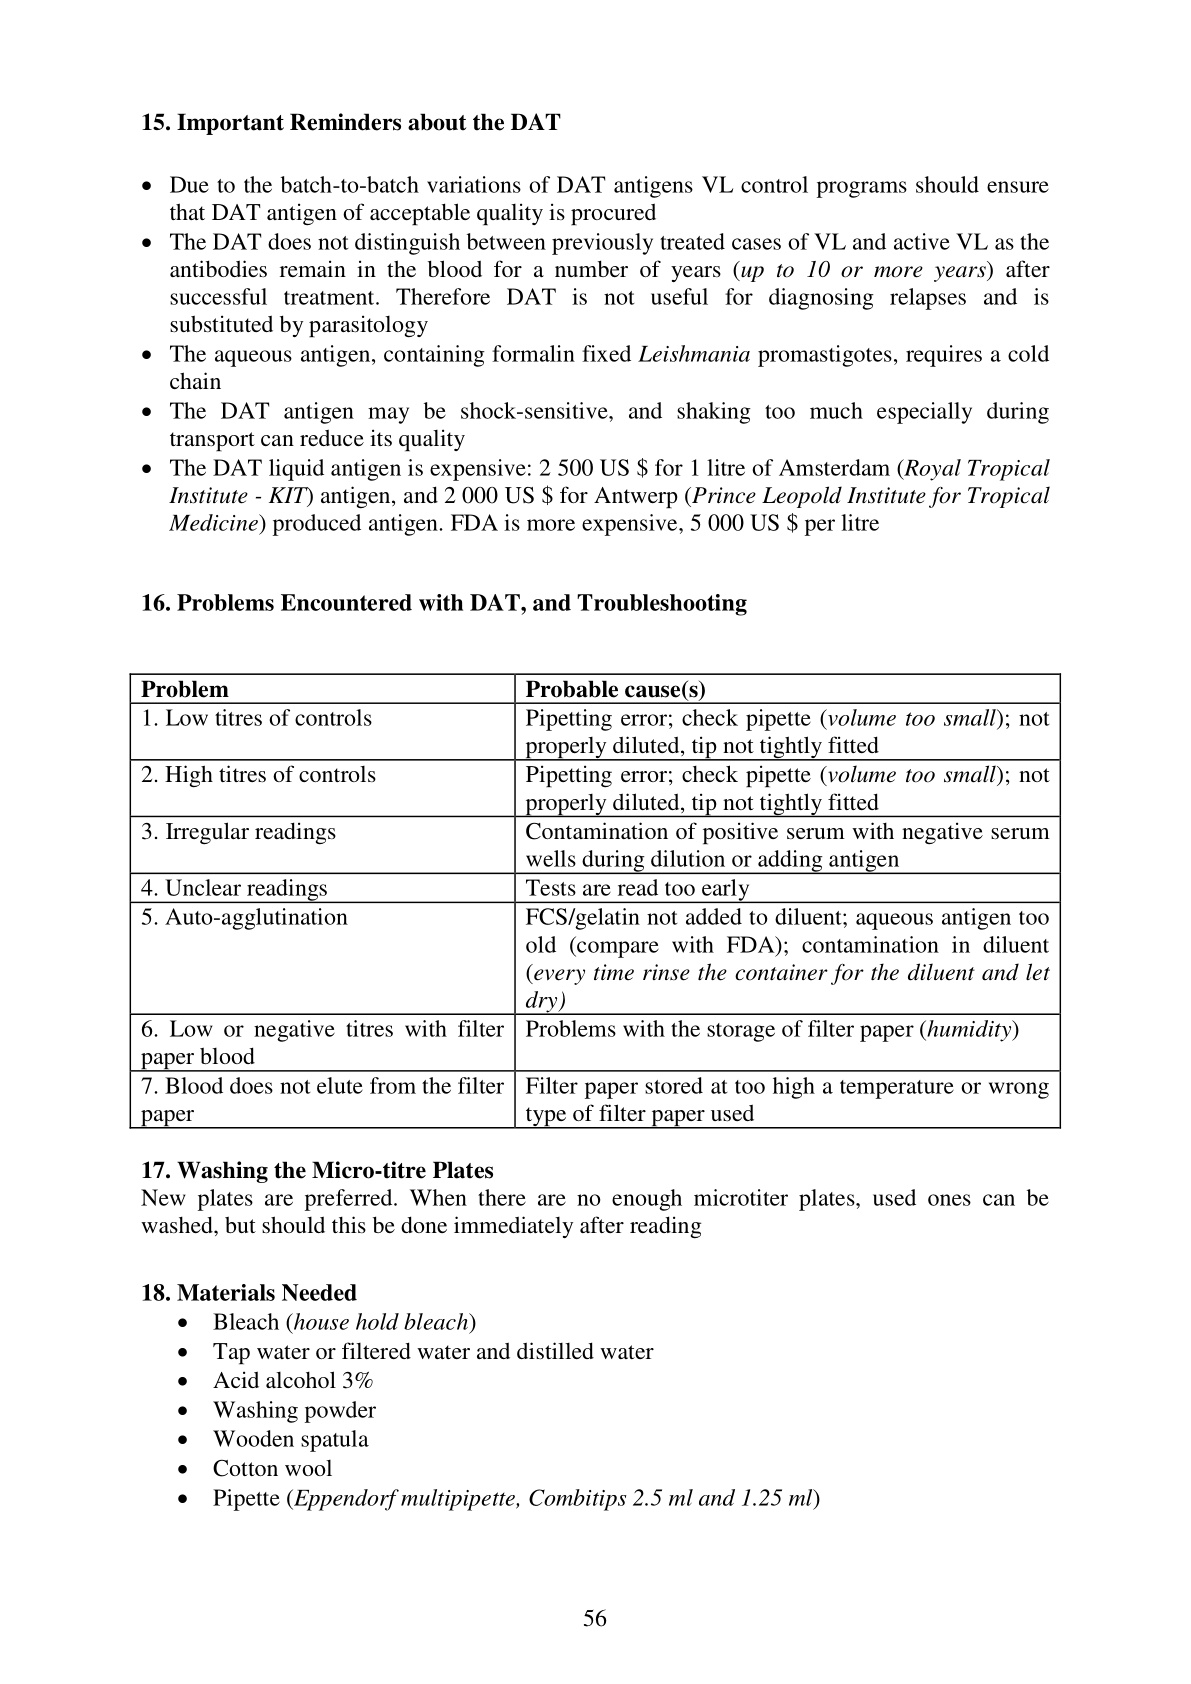 15. Important Reminders about the DAT
• Due to the batch-to-batch variations of DAT antigens VL control programs should ensure
that DAT antigen of acceptable quality is procured
• The DAT does not distinguish between previously treated cases of VL and active VL as the
antibodies remain in the blood for a number of years (up to 10 or more years) after
successful treatment. Therefore DAT is not useful for diagnosing relapses and is
substituted by parasitology
• The aqueous antigen, containing formalin fixed Leishmania promastigotes, requires a cold
chain
• The DAT antigen may be shock-sensitive, and shaking too much especially during
transport can reduce its quality
• The DAT liquid antigen is expensive: 2 500 US $ for 1 litre of Amsterdam (Royal Tropical
Institute - KIT) antigen, and 2 000 US $ for Antwerp (Prince Leopold Institute for Tropical
Medicine) produced antigen. FDA is more expensive, 5 000 US $ per litre
16. Problems Encountered with DAT, and Troubleshooting
Problem Probable cause(s)
1. Low titres of controls Pipetting error; check pipette (volume too small); not
properly diluted, tip not tightly fitted
2. High titres of controls Pipetting error; check pipette (volume too small); not
properly diluted, tip not tightly fitted
3. Irregular readings Contamination of positive serum with negative serum
wells during dilution or adding antigen
4. Unclear readings Tests are read too early
5. Auto-agglutination FCS/gelatin not added to diluent; aqueous antigen too
old (compare with FDA); contamination in diluent
(every time rinse the container for the diluent and let
dry)
6. Low or negative titres with filter Problems with the storage of filter paper (humidity)
paper blood
7. Blood does not elute from the filter Filter paper stored at too high a temperature or wrong
paper type of filter paper used
17. Washing the Micro-titre Plates
New plates are preferred. When there are no enough microtiter plates, used ones can be
washed, but should this be done immediately after reading
18. Materials Needed
• Bleach (house hold bleach)
• Tap water or filtered water and distilled water
• Acid alcohol 3%
• Washing powder
• Wooden spatula
• Cotton wool
• Pipette (Eppendorf multipipette, Combitips 2.5 ml and 1.25 ml)
56